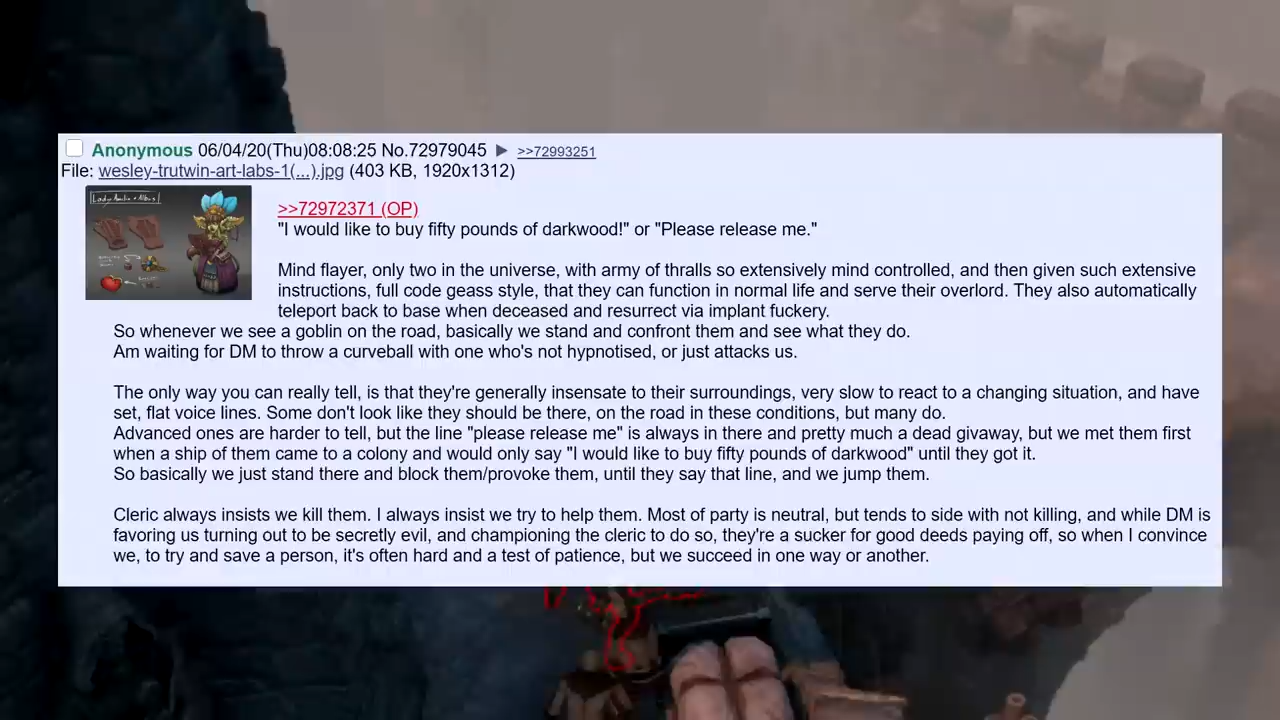 Anonymous 06/04/20(Thu)08:08:25 No.72979045 ▶ >>72993251
File: wesley-trutwin-art-labs-1(...).jpg (403 KB, 1920x1312)
>>72972371 (OP)
"I would like to buy fifty pounds of darkwood!" or "Please release me."
Mind flayer, only two in the universe, with army of thralls so extensively mind controlled, and then given such extensive
instructions, full code geass style, that they can function in normal life and serve their overlord. They also automatically
teleport back to base when deceased and resurrect via implant fuckery.
So whenever we see a goblin on the road, basically we stand and confront them and see what they do.
Am waiting for DM to throw a curveball with one who's not hypnotised, or just attacks us.
The only way you can really tell, is that they're generally insensate to their surroundings, very slow to react to a changing situation, and have
set, flat voice lines. Some don't look like they should be there, on the road in these conditions, but many do.
Advanced ones are harder to tell, but the line "please release me" is always in there and pretty much a dead givaway, but we met them first
when a ship of them came to a colony and would only say "I would like to buy fifty pounds of darkwood" until they got it.
So basically we just stand there and block them/provoke them, until they say that line, and we jump them.
Cleric always insists we kill them. I always insist we try to help them. Most of party is neutral, but tends to side with not killing, and while DM is
favoring us turning out to be secretly evil, and championing the cleric to do so, they're a sucker for good deeds paying off, so when I convince
we, to try and save a person, it's often hard and a test of patience, but we succeed in one way or another.